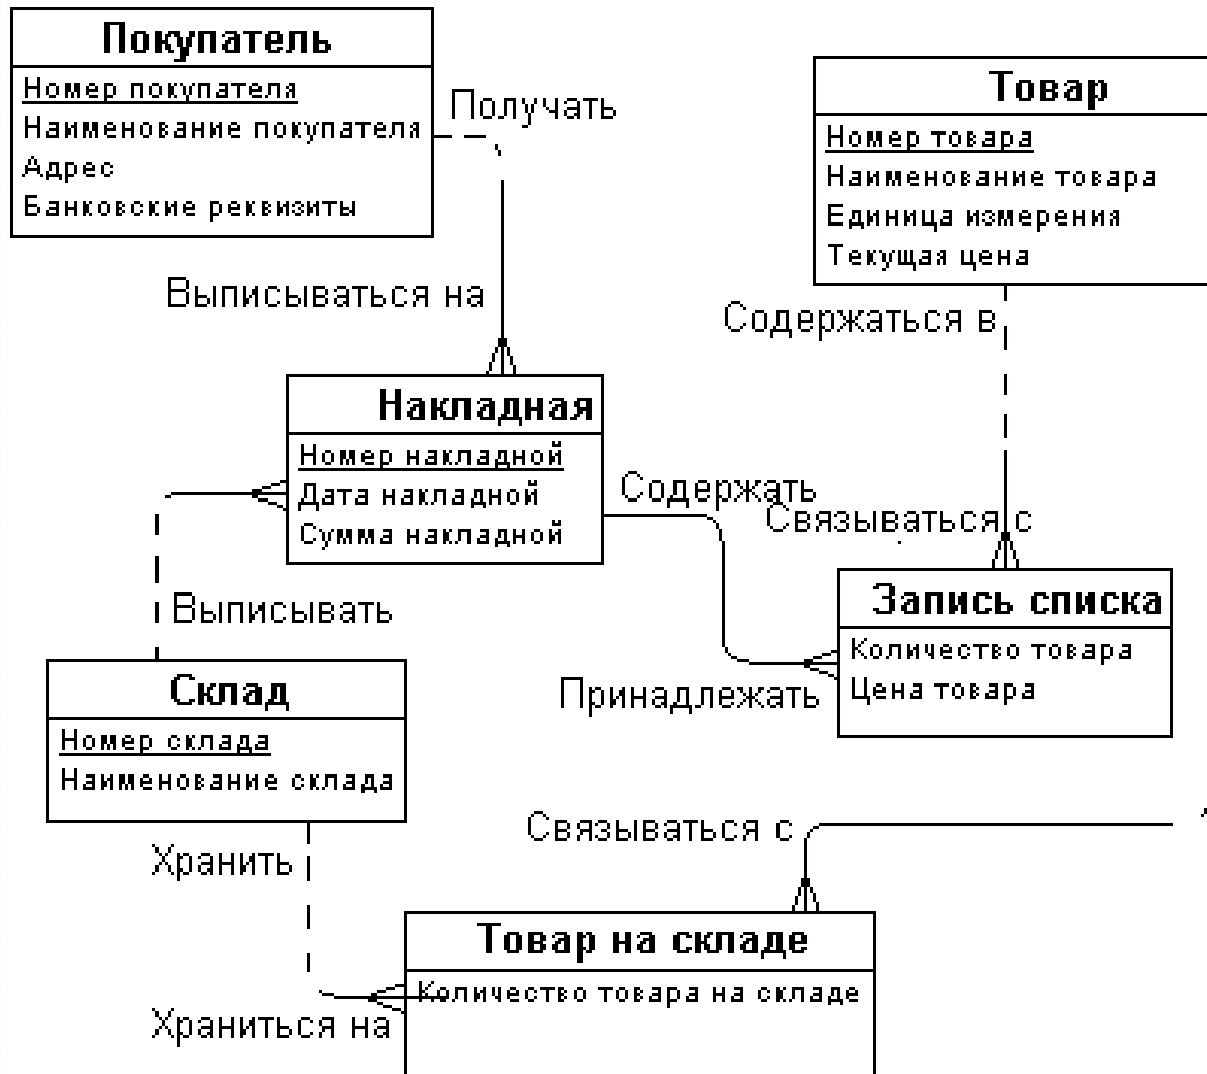 Покупатель
Номер покупателя
Наименование покупателя
Адрес
Банковские реквизиты
Получать
Товар
Номер товара
Наименование товара
Единица измерения
Текущая цена
Выписываться на
Содержаться в
Накладная
Номер накладной
Дата накладной
Сумма накладной
Содержать
Связываться с
Выписывать
Запись списка
Количество товара
Цена товара
Принадлежать
Склад
Номер склада
Наименование склада
Хранить
Связываться с
Товар на складе
Количество товара на складе
Храниться на